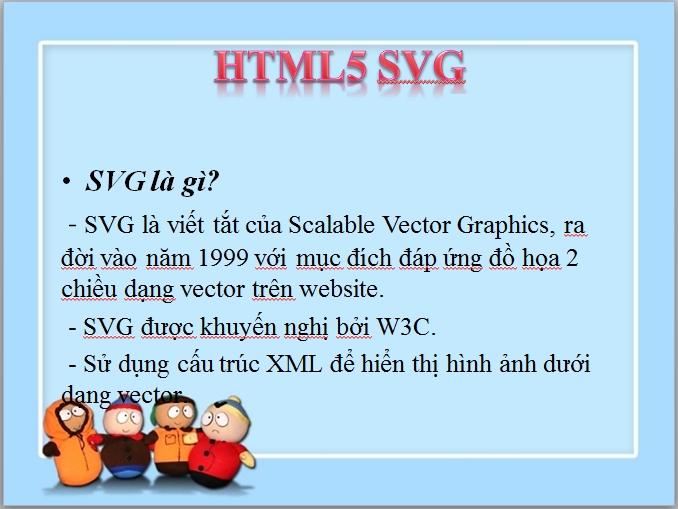 HTML5 SVG
• SVG là gì?
- SVG là viết tắt của Scalable Vector Graphics, ra
đời vào năm 1999 với mục đích đáp ứng đồ họa 2
chiều dạng vector trên website.
- SVG được khuyến nghị bởi W3C.
- Sử dụng cấu trúc XML để hiển thị hình ảnh dưới
dạng vector.